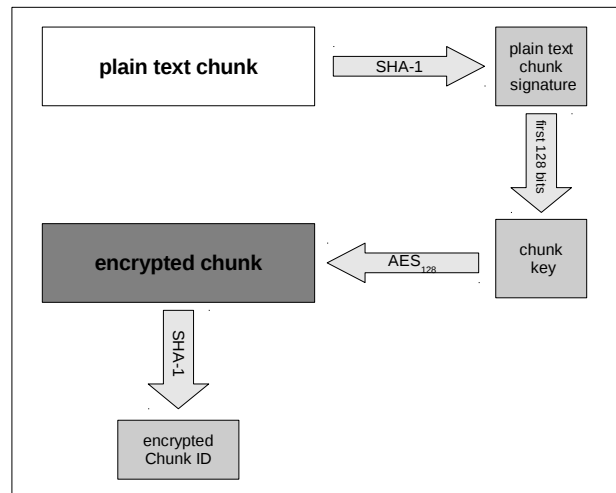 plain text chunk
SHA-1
plain text
chunk
signature
first 128 bits
encrypted chunk
AES128
chunk
key
SHA-1
encrypted
Chunk ID